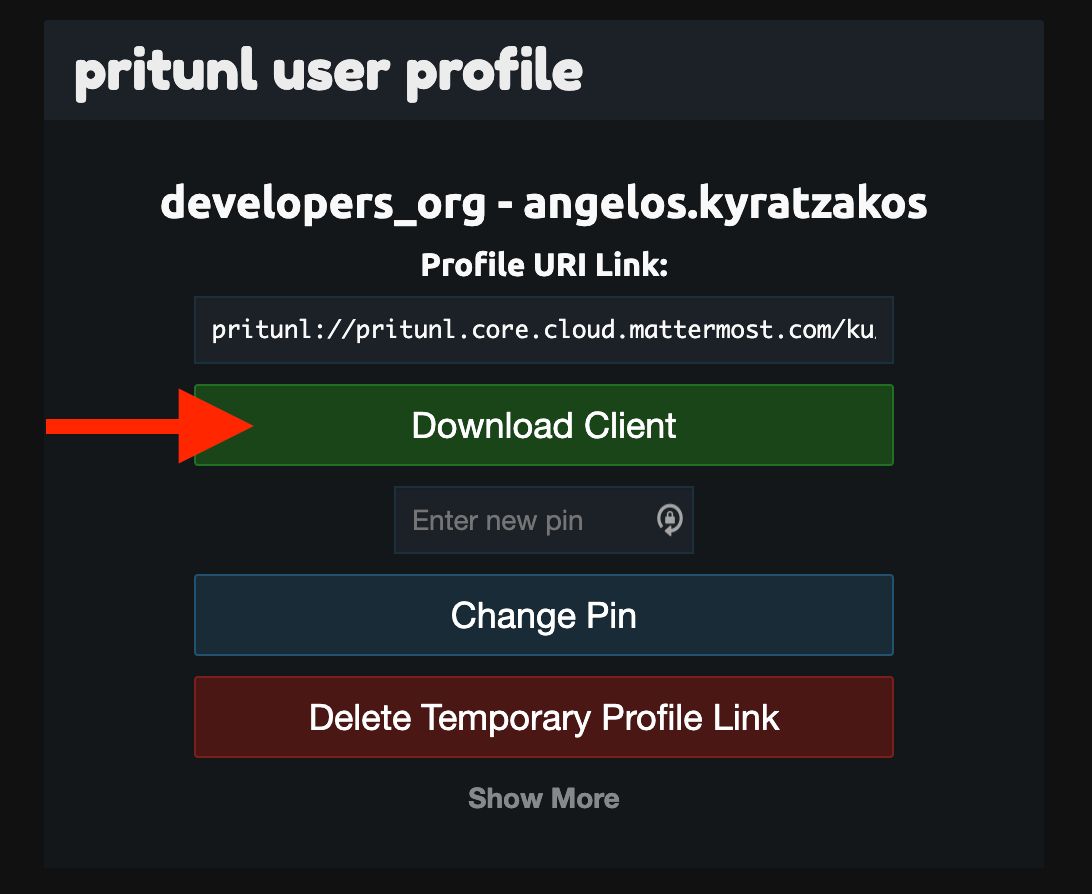 pritunl user profile
developers_org - angelos.kyratzakos
Profile URI Link:
pritunl://pritunl.core.cloud.mattermost.com/ku
Download Client
Enter new pin
Change Pin
Delete Temporary Profile Link
Show More